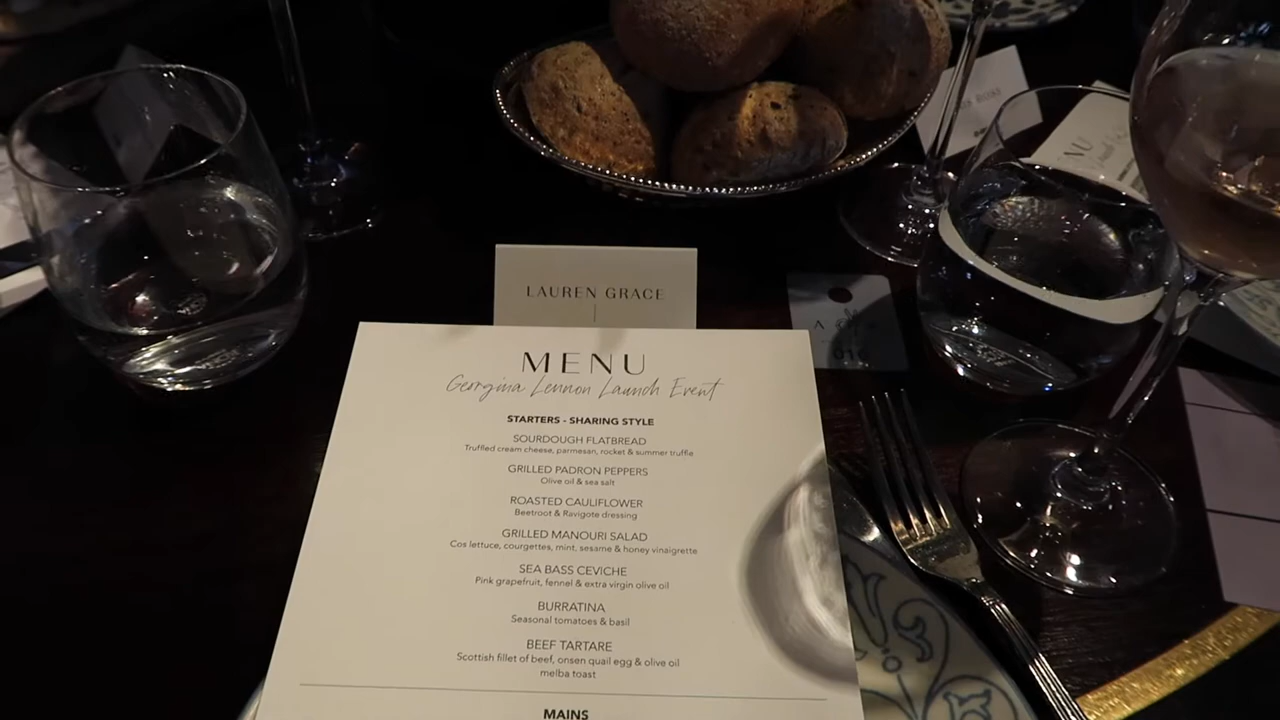 LAUREN GRACE
MENU
Georgina Lennon Launch Event
STARTERS - SHARING STYLE
SOURDOUGH FLATBREAD
Truffled cream cheese, parmesan, rocket & summer truffle
GRILLED PADRON PEPPERS
Olive oil & sea salt
ROASTED CAULIFLOWER
Beetroot & Ravigote dressing
GRILLED MANOURI SALAD
Cos lettuce, courgettes, mint, sesame & honey vinaigrette
SEA BASS CEVICHE
Pink grapefruit, fennel & extra virgin olive oil
BURRATINA
Seasonal tomatoes & basil
BEEF TARTARE
Scottish fillet of beef, onsen quail egg & olive oil
melba toast
MAINS
016